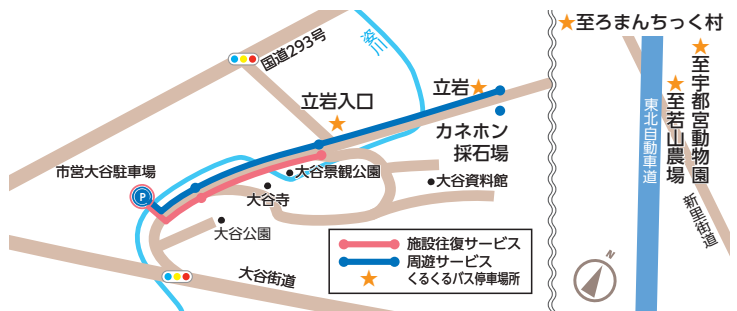 国道293号
姿川
立岩
立岩入口
カネホン
採石場
市営大谷駐車場
P
大谷景観公園
大谷寺
大谷資料館
大谷公園
大谷街道
施設往復サービス
周遊サービス
くるくるバス停車場所
N
至ろまんちっく村
東北自動車道
至若山農場
至宇都宮動物園
新里街道